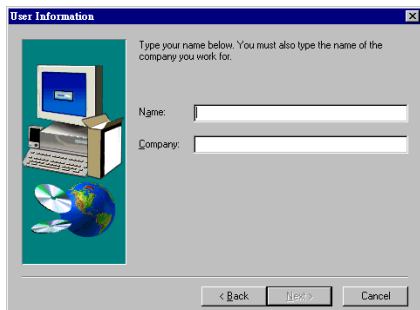 User Information
Type your name below. You must also type the name of the
company you work for.
Name:
Company:
< Back
Next >
Cancel